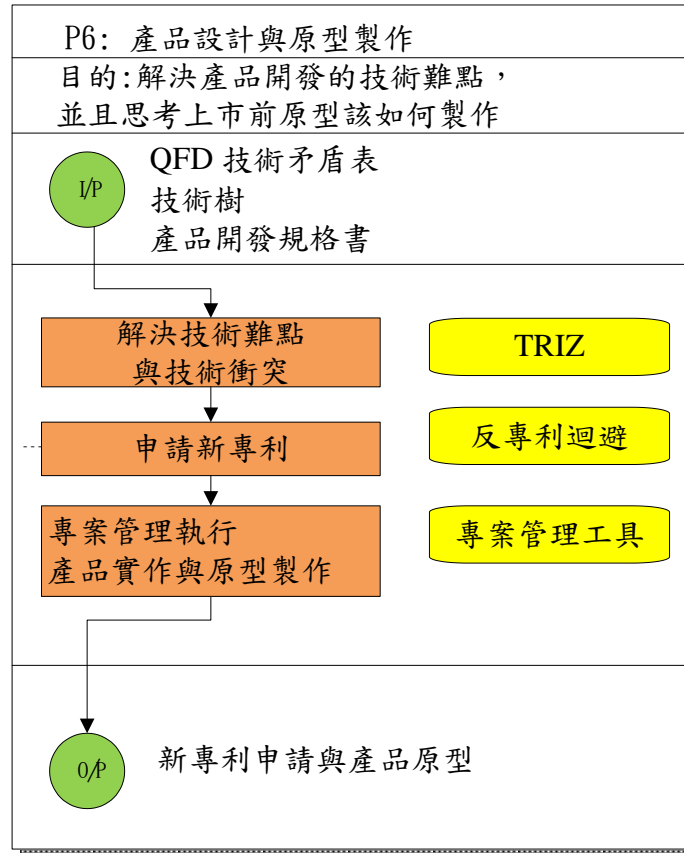 P6: 產品設計與原型製作
目的:解決產品開發的技術難點，
並且思考上市前原型該如何製作
I/P
QFD 技術矛盾表
技術樹
產品開發規格書
解決技術難點
與技術衝突
TRIZ
申請新專利
反專利迴避
專案管理執行
產品實作與原型製作
專案管理工具
O/P
新專利申請與產品原型